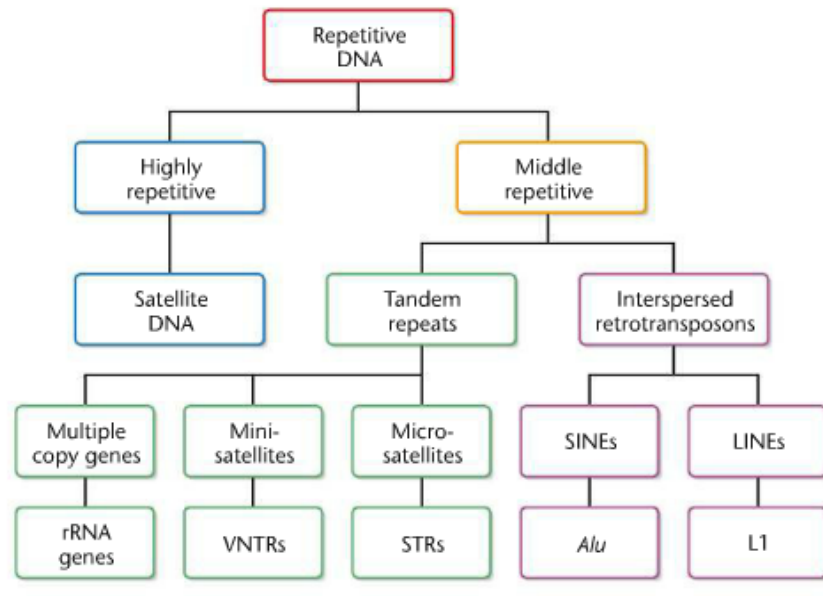 Repetitive
DNA
Highly
repetitive
Middle
repetitive
Satellite
DNA
Tandem
repeats
Interspersed
retrotransposons
Multiple
copy genes
Mini-
satellites
Micro-
satellites
SINEs
LINEs
rRNA
genes
VNTRs
STRs
Alu
L1